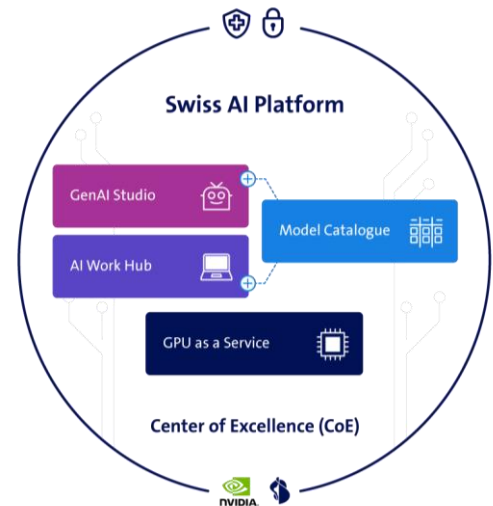 Swiss AI Platform
GenAI Studio
Model Catalogue
AI Work Hub
GPU as a Service
Center of Excellence (CoE)
NVIDIA.